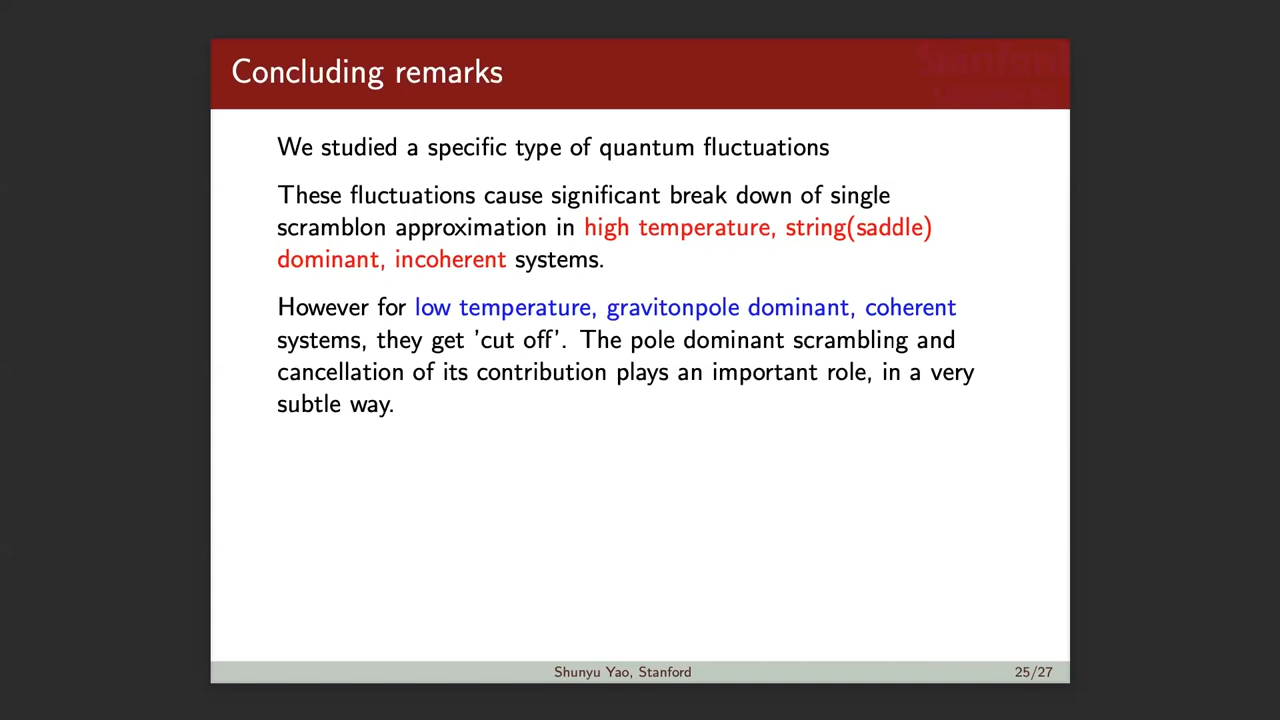 Concluding remarks
Stanford
We studied a specific type of quantum fluctuations
These fluctuations cause significant break down of single
scramblon approximation in high temperature, string(saddle)
dominant, incoherent systems.
However for low temperature, gravitonpole dominant, coherent
systems, they get 'cut off'. The pole dominant scrambling and
cancellation of its contribution plays an important role, in a very
subtle way.
Shunyu Yao, Stanford
25/27